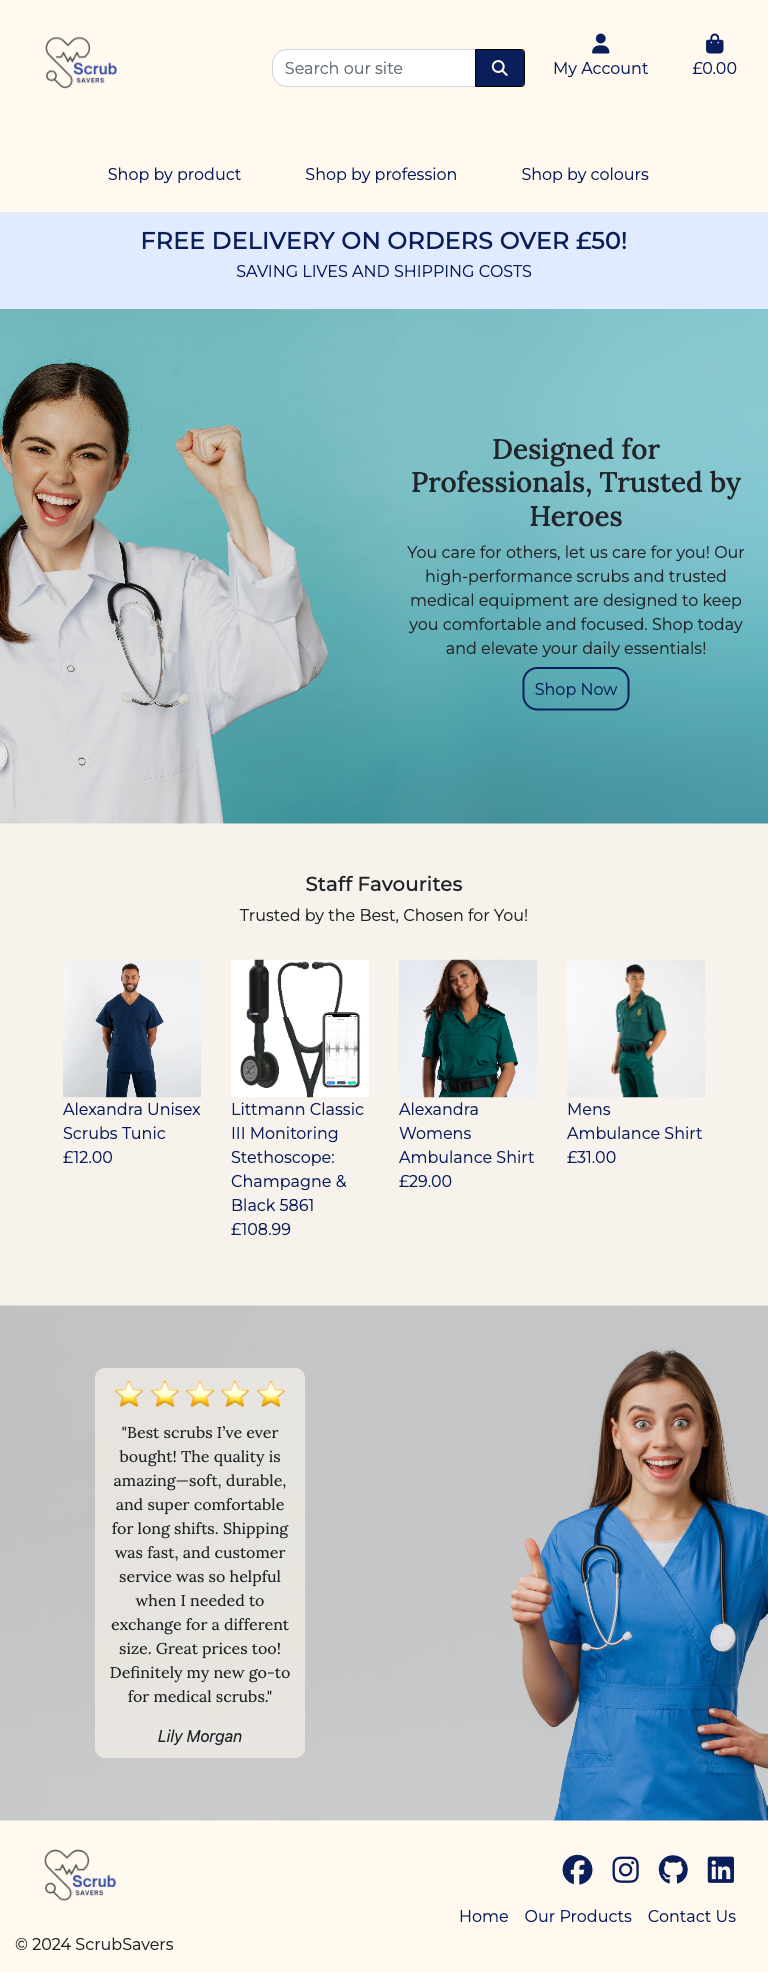 Scrub
SAVERS
Search our site
My Account
£0.00
Shop by product
Shop by profession
Shop by colours
FREE DELIVERY ON ORDERS OVER £50!
SAVING LIVES AND SHIPPING COSTS
Designed for
Professionals, Trusted by
Heroes
You care for others, let us care for you! Our
high-performance scrubs and trusted
medical equipment are designed to keep
you comfortable and focused. Shop today
and elevate your daily essentials!
Shop Now
Staff Favourites
Trusted by the Best, Chosen for You!
Alexandra Unisex
Scrubs Tunic
£12.00
Littmann Classic
III Monitoring
Stethoscope:
Champagne &
Black 5861
£108.99
Alexandra
Womens
Ambulance Shirt
£29.00
Mens
Ambulance Shirt
£31.00
"Best scrubs I’ve ever
bought! The quality is
amazing—soft, durable,
and super comfortable
for long shifts. Shipping
was fast, and customer
service was so helpful
when I needed to
exchange for a different
size. Great prices too!
Definitely my new go-to
for medical scrubs."
Lily Morgan
Scrub
SAVERS
Home
Our Products
Contact Us
© 2024 ScrubSavers